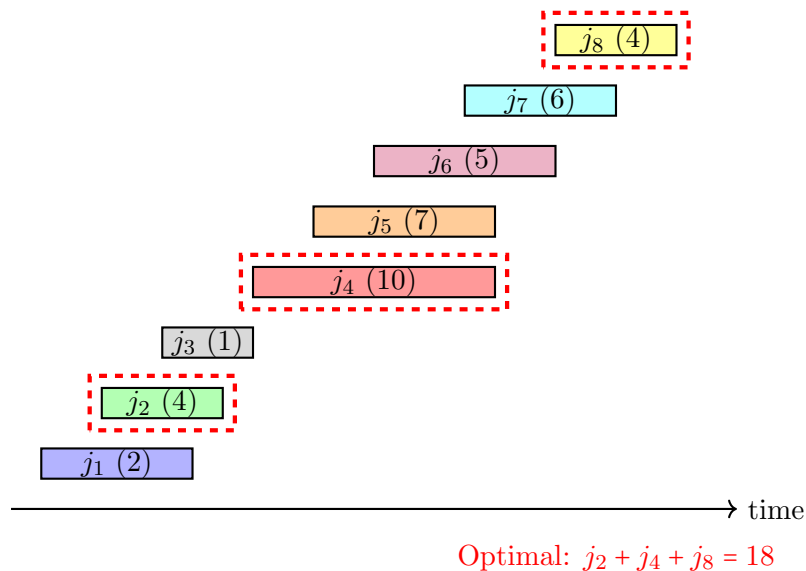 j₈ (4)
j₇ (6)
j₆ (5)
j₅ (7)
j₄ (10)
j₃ (1)
j₂ (4)
j₁ (2)
time
Optimal: j₂ + j₄ + j₈ = 18